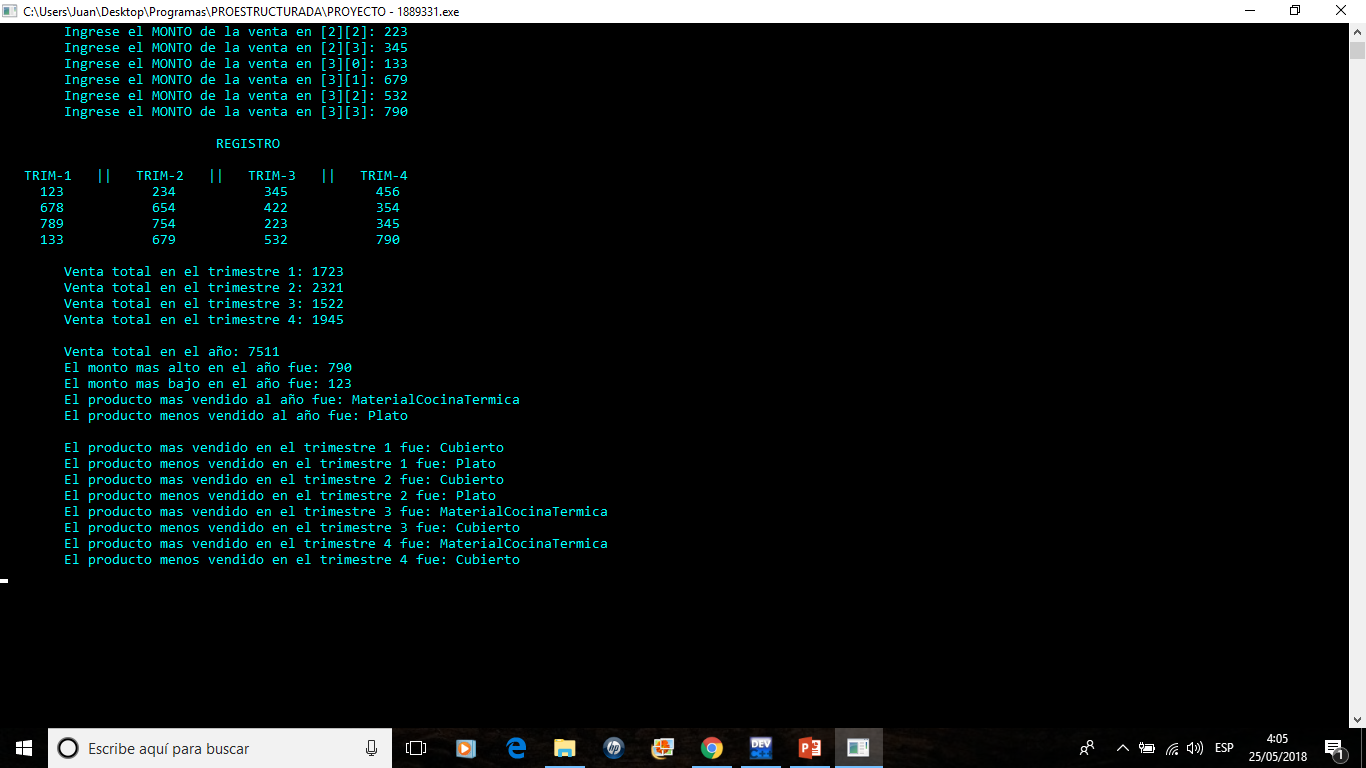 C:\Users\Juan\Desktop\Programas\PROESTRUCTURADA\PROYECTO - 1889331.exe
Ingrese el MONTO de la venta en [2][2]: 223
Ingrese el MONTO de la venta en [2][3]: 345
Ingrese el MONTO de la venta en [3][0]: 133
Ingrese el MONTO de la venta en [3][1]: 679
Ingrese el MONTO de la venta en [3][2]: 532
Ingrese el MONTO de la venta en [3][3]: 790
REGISTRO
TRIM-1 || TRIM-2 || TRIM-3 || TRIM-4
123 234 345 456
678 654 422 354
789 754 223 345
133 679 532 790
Venta total en el trimestre 1: 1723
Venta total en el trimestre 2: 2321
Venta total en el trimestre 3: 1522
Venta total en el trimestre 4: 1945
Venta total en el año: 7511
El monto mas alto en el año fue: 790
El monto mas bajo en el año fue: 123
El producto mas vendido al año fue: MaterialCocinaTermica
El producto menos vendido al año fue: Plato
El producto mas vendido en el trimestre 1 fue: Cubierto
El producto menos vendido en el trimestre 1 fue: Plato
El producto mas vendido en el trimestre 2 fue: Cubierto
El producto menos vendido en el trimestre 2 fue: Plato
El producto mas vendido en el trimestre 3 fue: MaterialCocinaTermica
El producto menos vendido en el trimestre 3 fue: Cubierto
El producto mas vendido en el trimestre 4 fue: MaterialCocinaTermica
El producto menos vendido en el trimestre 4 fue: Cubierto
Escribe aquí para buscar
hp
DEV
ESP
4:05
25/05/2018
1